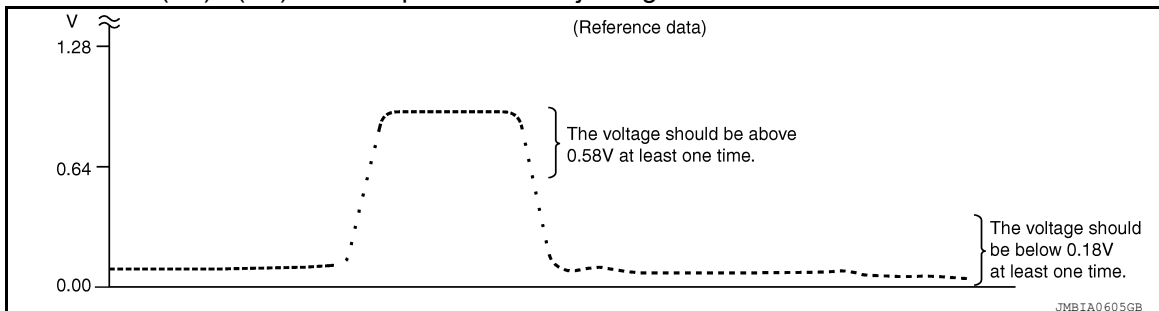 V
(Reference data)
1.28
The voltage should be above
0.58V at least one time.
0.64
The voltage should
be below 0.18V
at least one time.
0.00
JMBIA0605GB